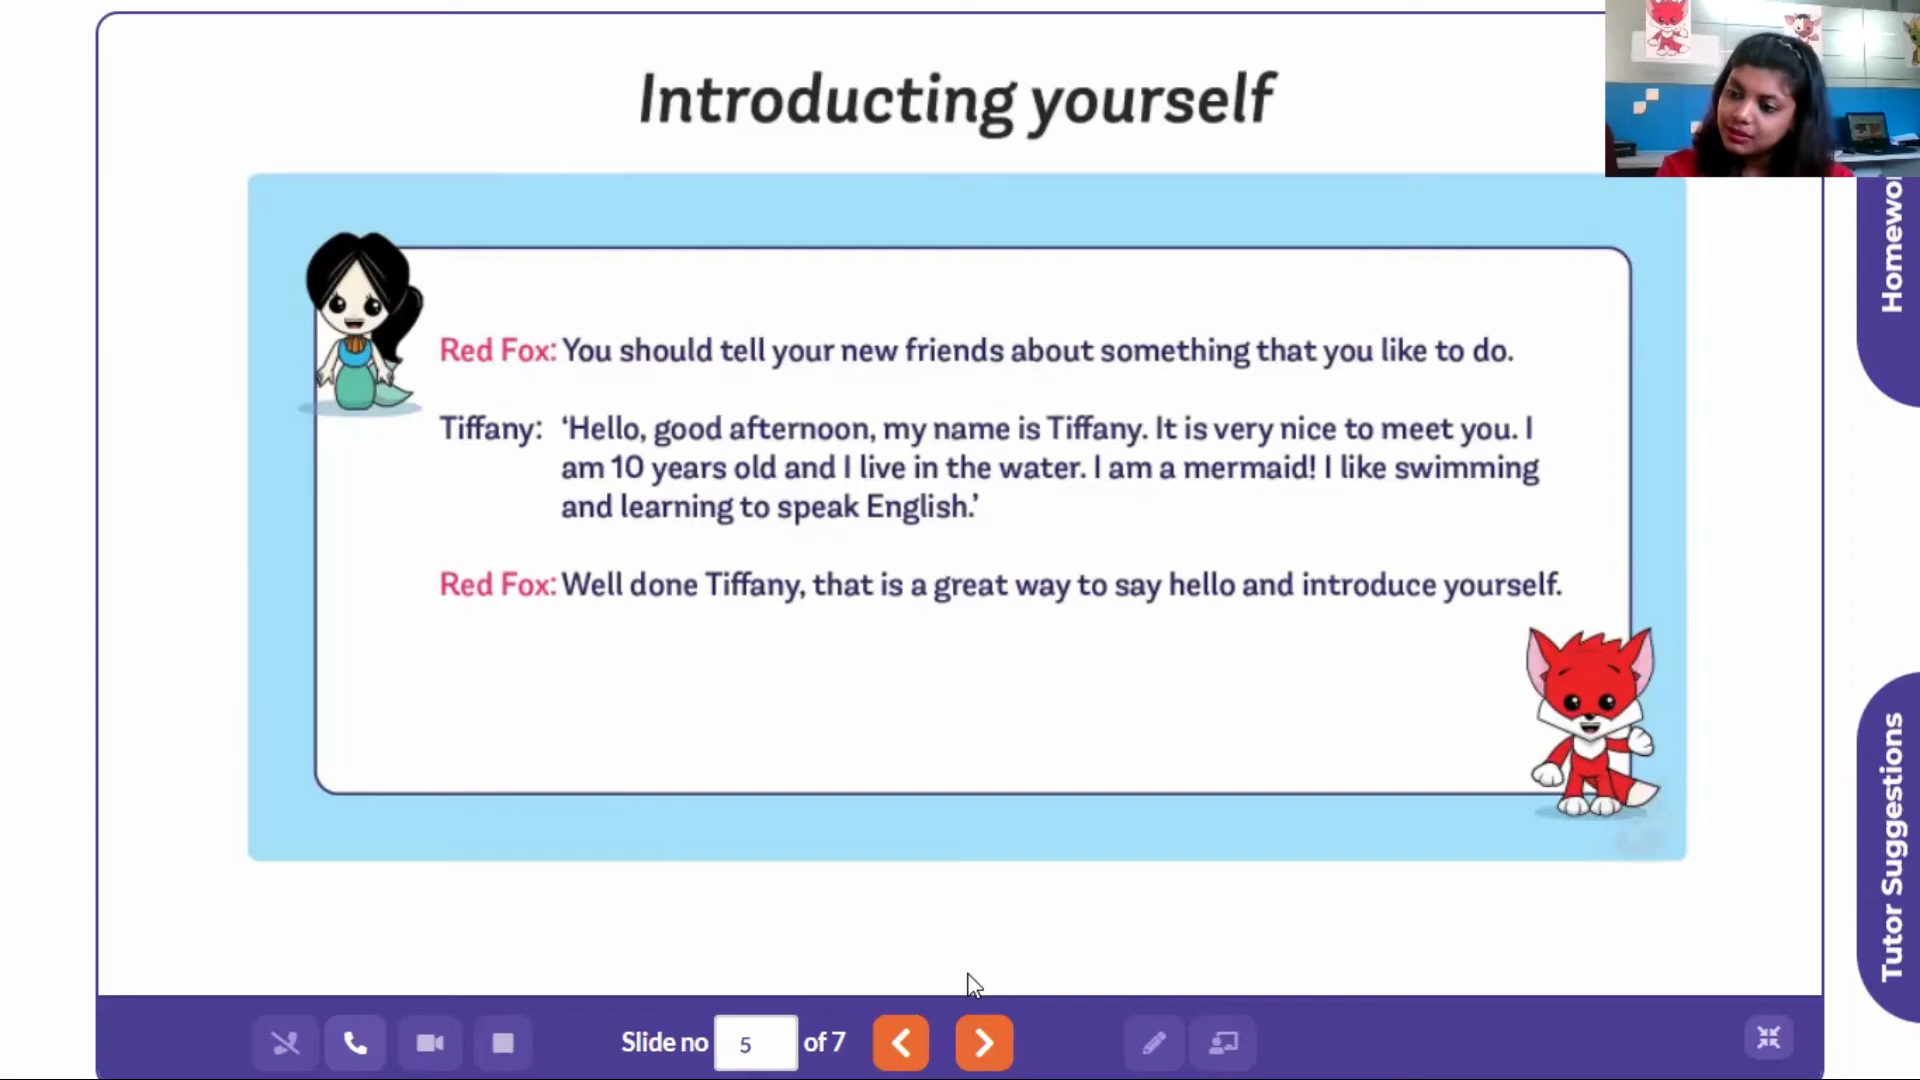 Introducting yourself
Red Fox: You should tell your new friends about something that you like to do.
Tiffany: ‘Hello, good afternoon, my name is Tiffany. It is very nice to meet you. I
am 10 years old and I live in the water. I am a mermaid! I like swimming
and learning to speak English.’
Red Fox: Well done Tiffany, that is a great way to say hello and introduce yourself.
Homewo
Tutor Suggestions
Slide no 5 of 7